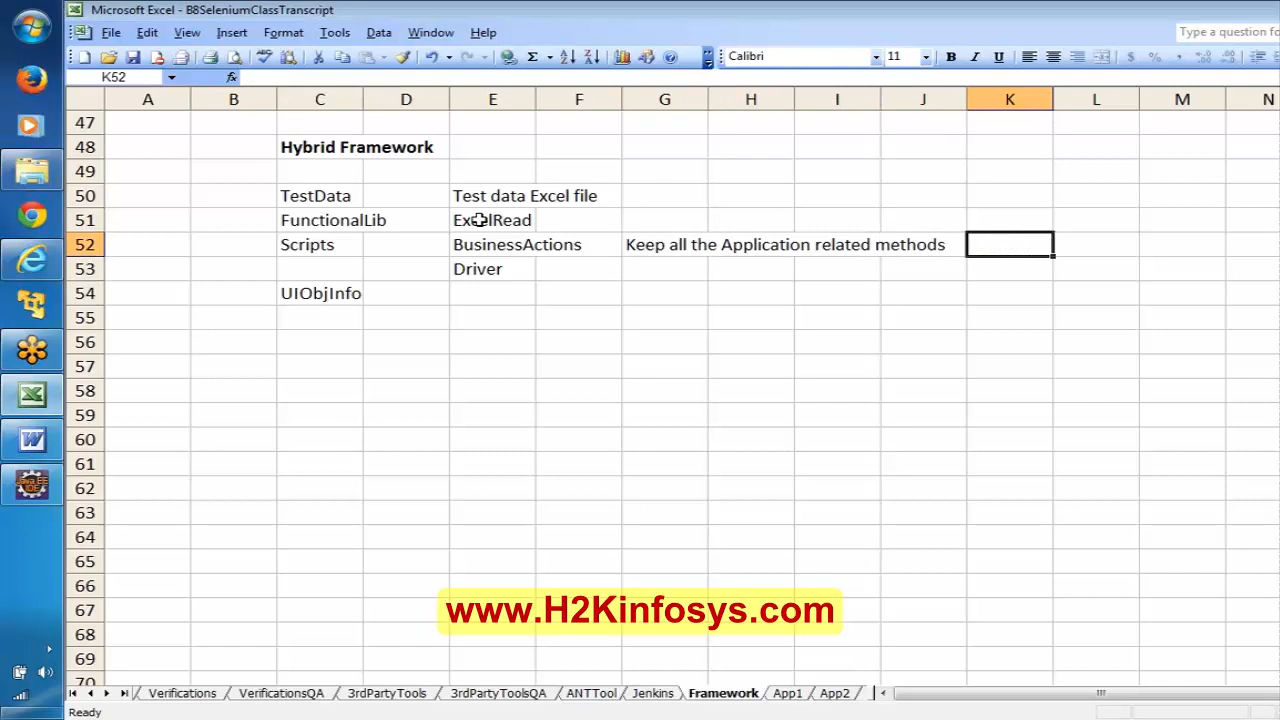 Microsoft Excel - B8SeleniumClassTranscript
File Edit View Insert Format Tools Data Window Help
Type a question fo
Calibri 11 B I U $ %
K52 fx
A B C D E F G H I J K L M N
47
48 Hybrid Framework
49
50 TestData Test data Excel file
51 FunctionalLib ExcelRead
52 Scripts BusinessActions Keep all the Application related methods
53 Driver
54 UIObjInfo
55
56
57
58
59
60
61
62
63
64
65
66
67
68
69
70
www.H2Kinfosys.com
Verifications VerificationsQA 3rdPartyTools 3rdPartyToolsQA ANTTool Jenkins Framework App1 App2
Ready